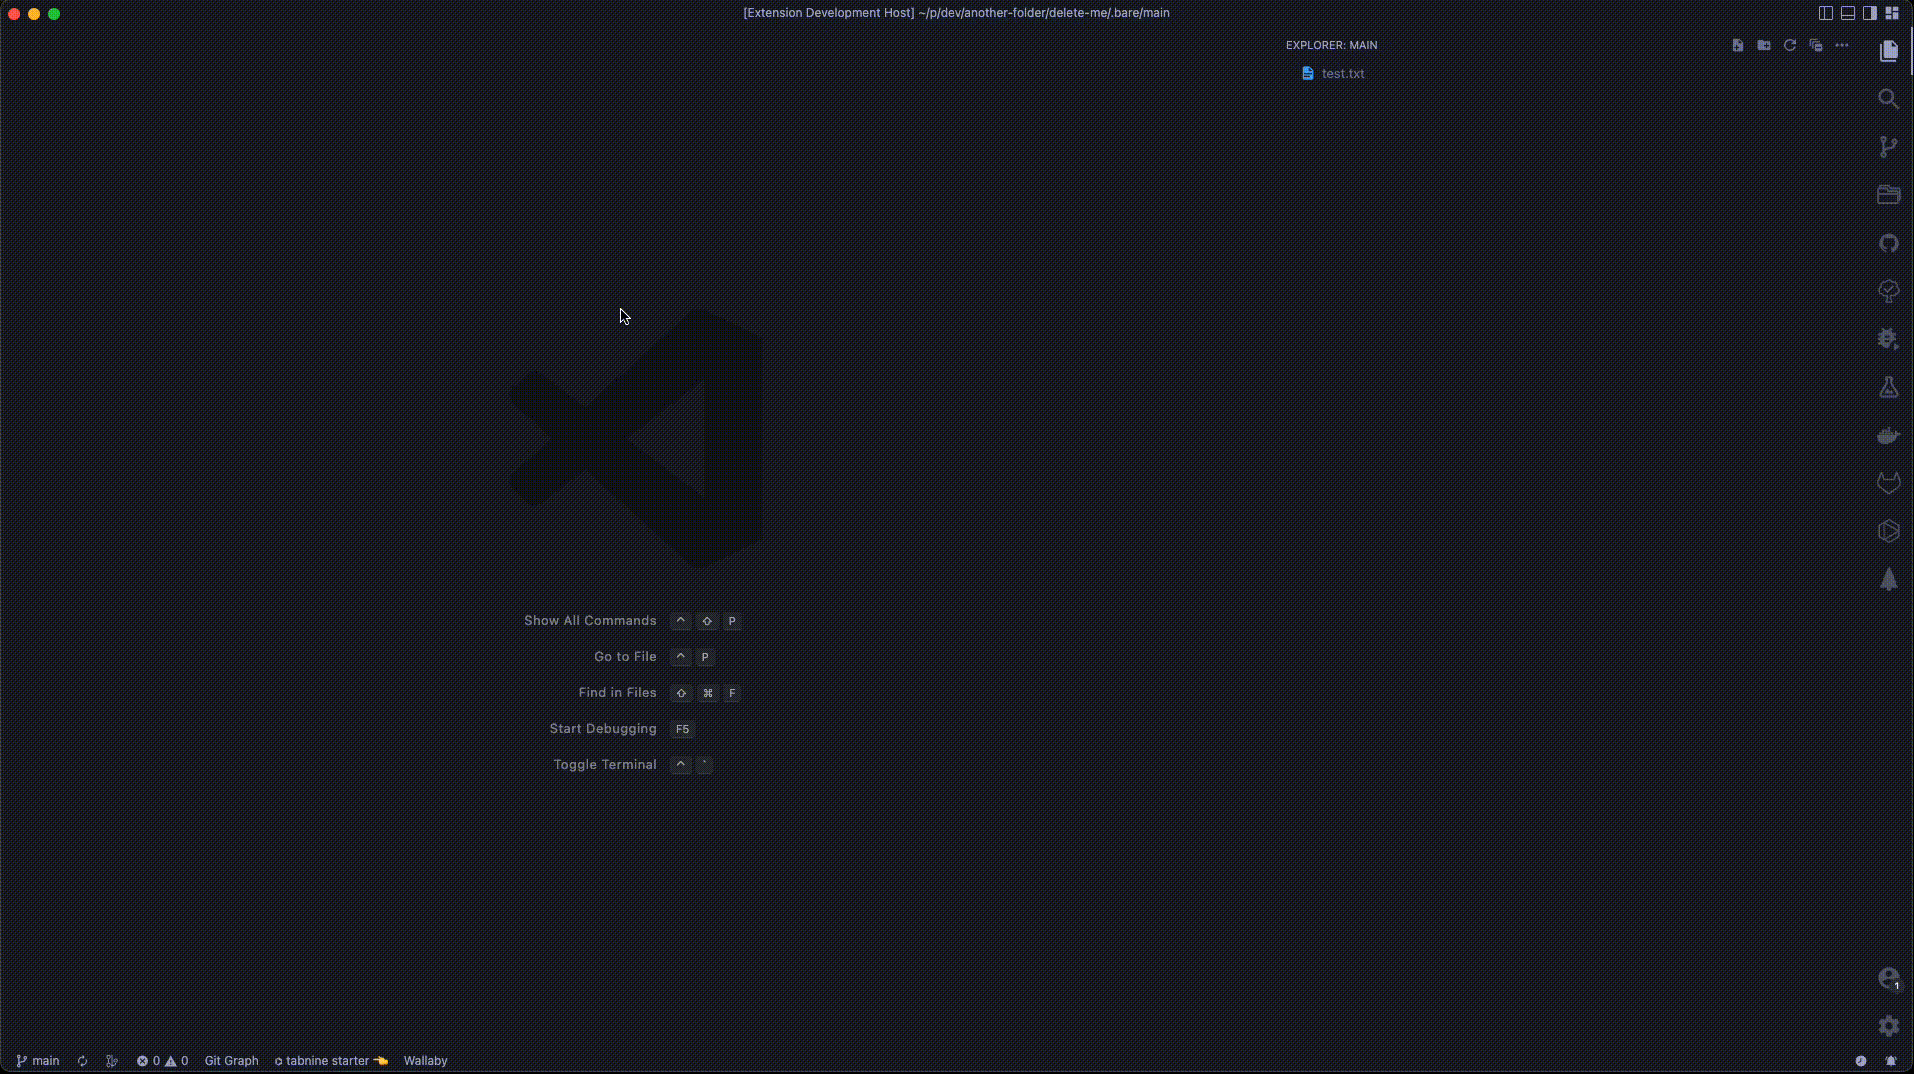 [Extension Development Host] ~/p/dev/another-folder/delete-me/.bare/main
EXPLORER: MAIN
test.txt
Show All Commands ^ ⇧ P
Go to File ^ P
Find in Files ⇧ ⌘ F
Start Debugging F5
Toggle Terminal ^ `
1
main 0 0 Git Graph tabnine starter 👈 Wallaby